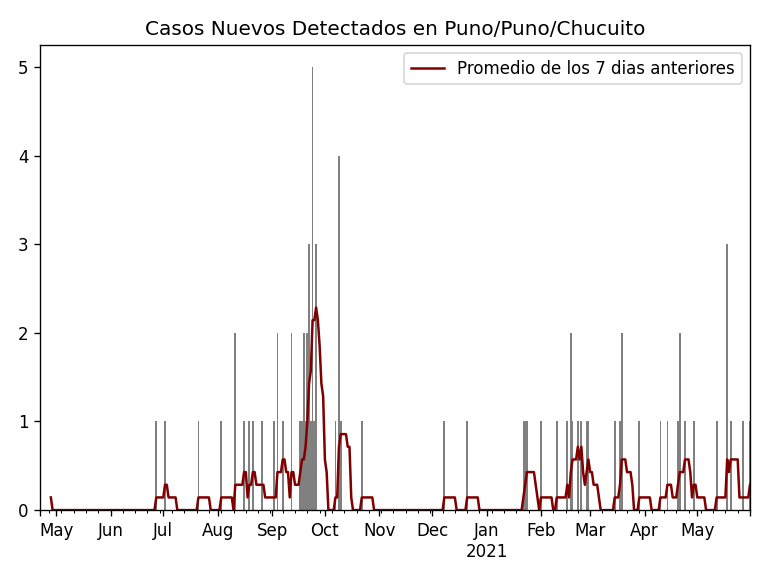 Casos Nuevos Detectados en Puno/Puno/Chucuito
Promedio de los 7 dias anteriores
5
4
3
2
1
0
May Jun Jul Aug Sep Oct Nov Dec Jan Feb Mar Apr May
2021